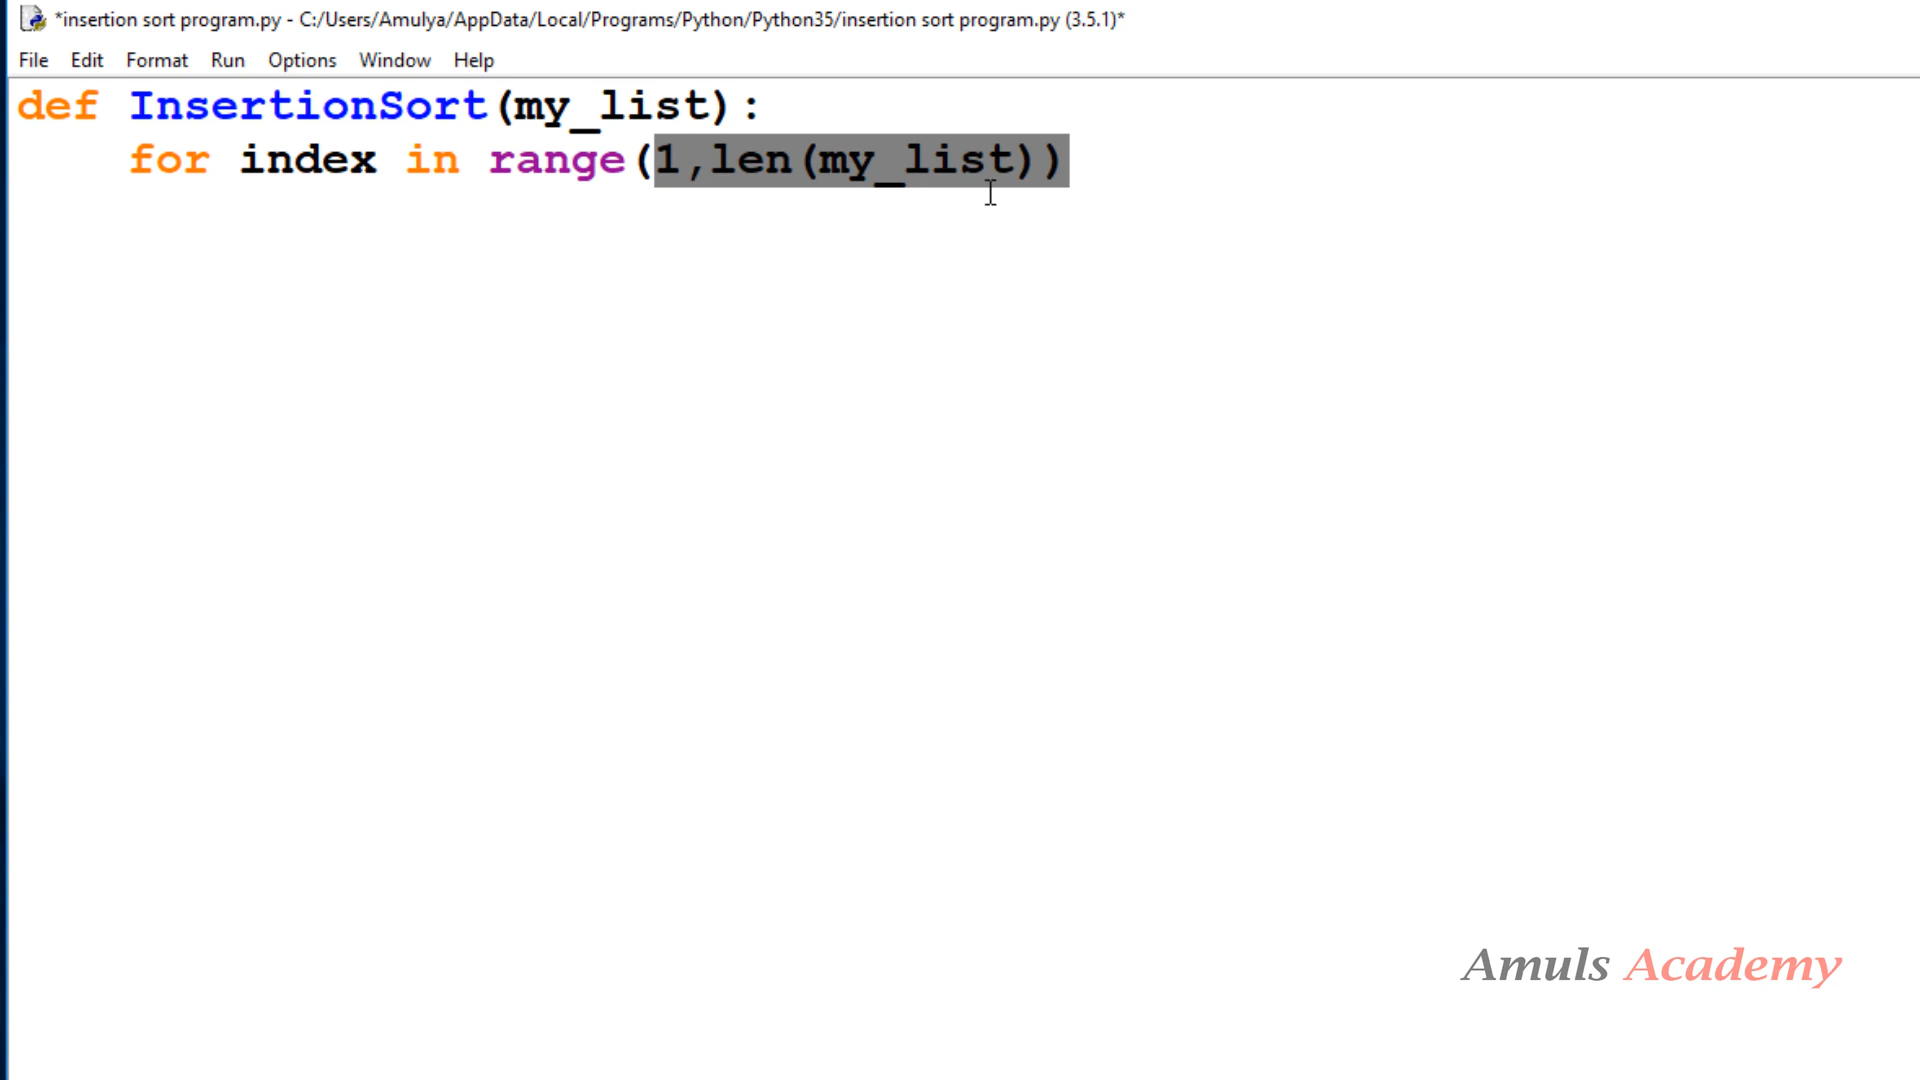 *insertion sort program.py - C:/Users/Amulya/AppData/Local/Programs/Python/Python35/insertion sort program.py (3.5.1)*
File Edit Format Run Options Window Help
def InsertionSort(my_list):
    for index in range(1,len(my_list))
Amuls Academy